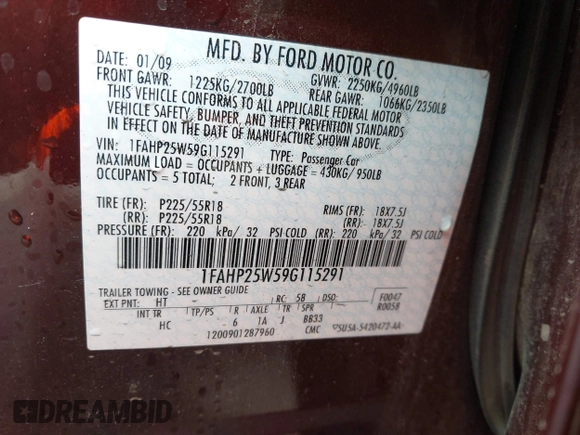 MFD. BY FORD MOTOR CO.
DATE: 01/09
GVWR: 2250KG/4960LB
FRONT GAWR: 1225KG/2700LB
REAR GAWR: 1066KG/2350LB
THIS VEHICLE CONFORMS TO ALL APPLICABLE FEDERAL MOTOR
VEHICLE SAFETY, BUMPER, AND THEFT PREVENTION STANDARDS
IN EFFECT ON THE DATE OF MANUFACTURE SHOWN ABOVE.
VIN: 1FAHP25W59G115291 TYPE: Passenger Car
MAXIMUM LOAD = OCCUPANTS + LUGGAGE = 430KG/950LB
OCCUPANTS = 5 TOTAL; 2 FRONT, 3 REAR
TIRE (FR): P225/55R18 RIMS (FR): 18X7.5J
(RR): P225/55R18 (RR): 18X7.5J
PRESSURE (FR): 220 kPa/ 32 PSI COLD (RR): 220 kPa/ 32 PSI COLD
1FAHP25W59G115291
TRAILER TOWING - SEE OWNER GUIDE
EXT PNT: HT RC: 58 DSO: F0047
R0058
INT TR TP/PS R AXLE TR SPR
HC 6 1A J BB33
1200901287960 CMC 5U5A-5420472-AA
DREAMBID